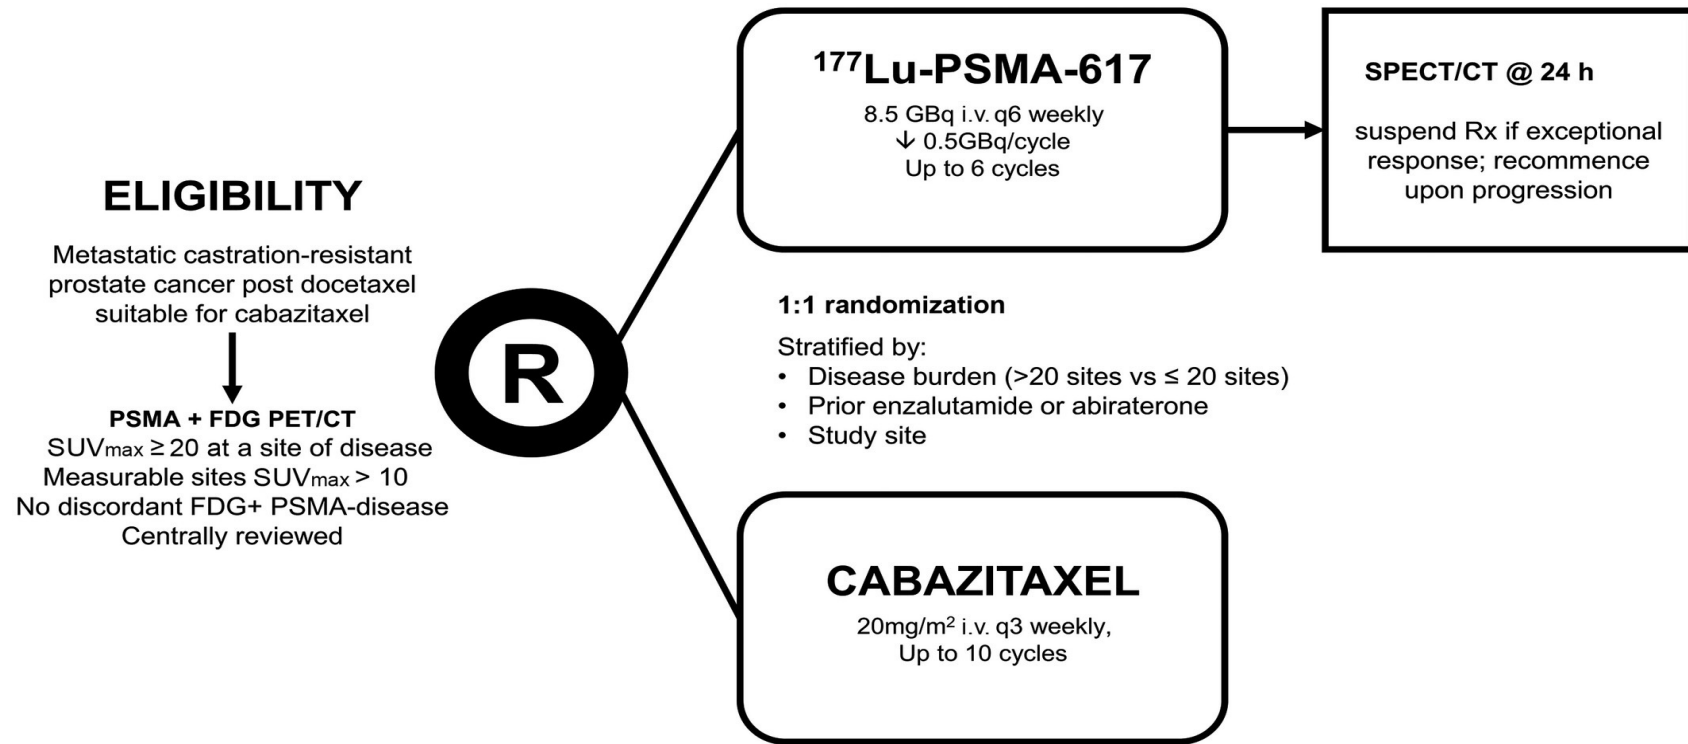 ELIGIBILITY
Metastatic castration-resistant
prostate cancer post docetaxel
suitable for cabazitaxel
PSMA + FDG PET/CT
SUVmax ≥ 20 at a site of disease
Measurable sites SUVmax > 10
No discordant FDG+ PSMA-disease
Centrally reviewed
R
¹⁷⁷Lu-PSMA-617
8.5 GBq i.v. q6 weekly
↓ 0.5GBq/cycle
Up to 6 cycles
SPECT/CT @ 24 h
suspend Rx if exceptional
response; recommence
upon progression
1:1 randomization
Stratified by:
• Disease burden (>20 sites vs ≤ 20 sites)
• Prior enzalutamide or abiraterone
• Study site
CABAZITAXEL
20mg/m² i.v. q3 weekly,
Up to 10 cycles